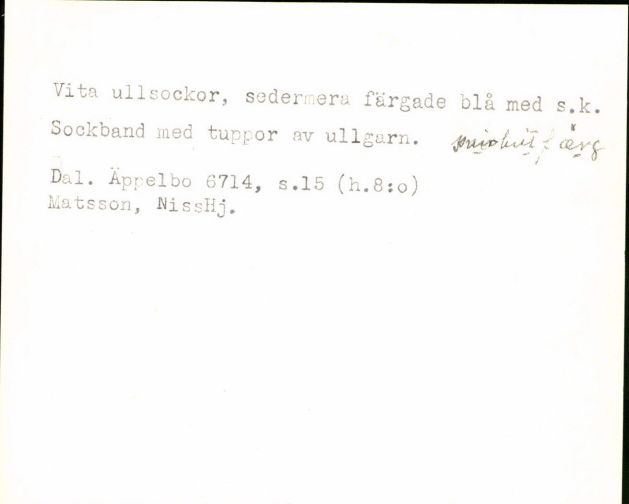 Vita ullsockor, sedermera färgade blå med s.k.
Sockband med tuppor av ullgarn.
Dal. Äppelbo 6714, s.15 (h.8:o)
Matsson, NissHj.